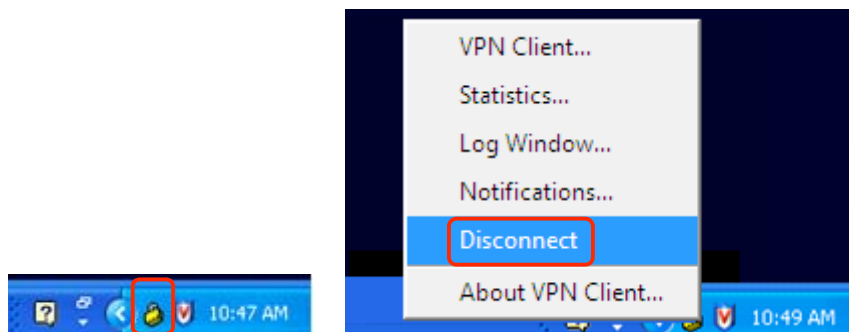 10:47 AM
VPN Client...
Statistics...
Log Window...
Notifications...
Disconnect
About VPN Client...
10:49 AM